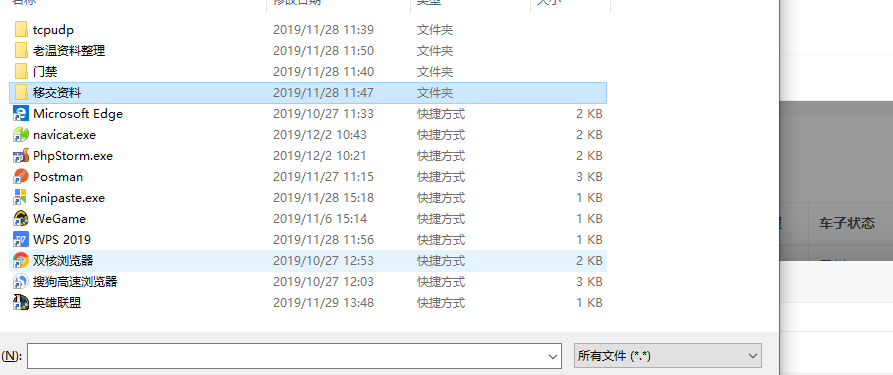 名称 修改日期 类型 大小
tcpudp 2019/11/28 11:39 文件夹
老温资料整理 2019/11/28 11:50 文件夹
门禁 2019/11/28 11:40 文件夹
移交资料 2019/11/28 11:47 文件夹
Microsoft Edge 2019/10/27 11:33 快捷方式 2 KB
navicat.exe 2019/12/2 10:43 快捷方式 2 KB
PhpStorm.exe 2019/12/2 10:21 快捷方式 2 KB
Postman 2019/11/27 11:15 快捷方式 3 KB
Snipaste.exe 2019/11/28 15:18 快捷方式 1 KB
WeGame 2019/11/6 15:14 快捷方式 1 KB
车子状态
WPS 2019 2019/11/28 11:56 快捷方式 1 KB
双核浏览器 2019/10/27 12:53 快捷方式 2 KB
搜狗高速浏览器 2019/10/27 12:03 快捷方式 3 KB
英雄联盟 2019/11/29 13:48 快捷方式 1 KB
(N): 所有文件 (*.*)